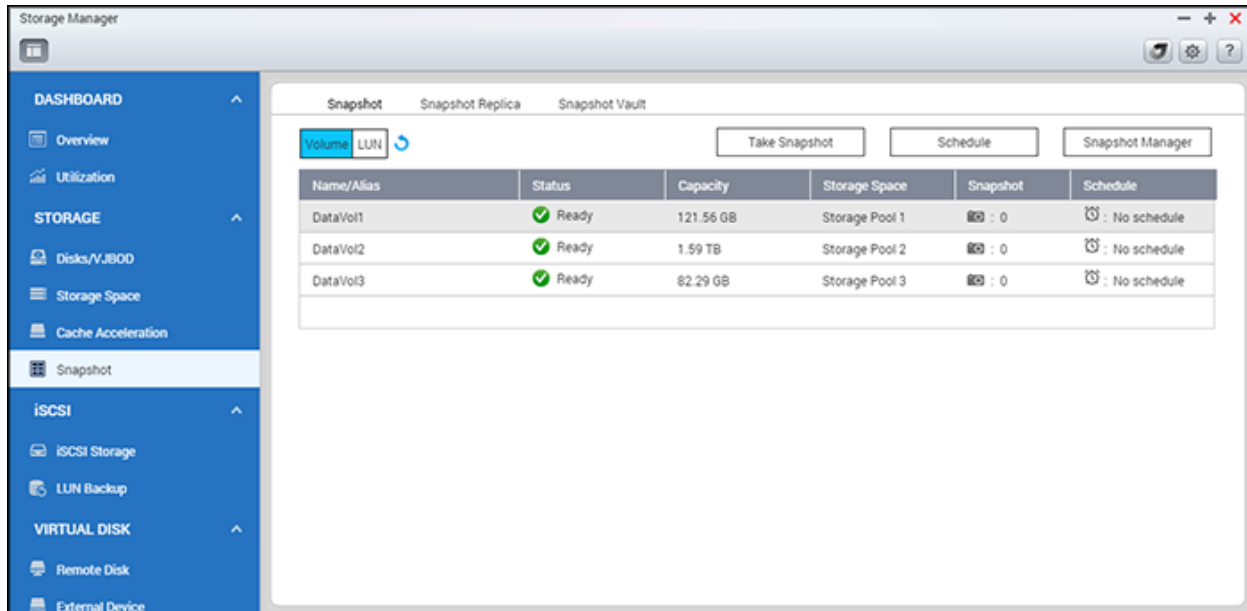 Storage Manager
?
DASHBOARD
Overview
Utilization
STORAGE
Disks/VJBOD
Storage Space
Cache Acceleration
Snapshot
iSCSI
iSCSI Storage
LUN Backup
VIRTUAL DISK
Remote Disk
External Device
Snapshot Snapshot Replica Snapshot Vault
Volume LUN Take Snapshot Schedule Snapshot Manager
Name/Alias Status Capacity Storage Space Snapshot Schedule
DataVol1 Ready 121.56 GB Storage Pool 1 : 0 : No schedule
DataVol2 Ready 1.59 TB Storage Pool 2 : 0 : No schedule
DataVol3 Ready 82.29 GB Storage Pool 3 : 0 : No schedule